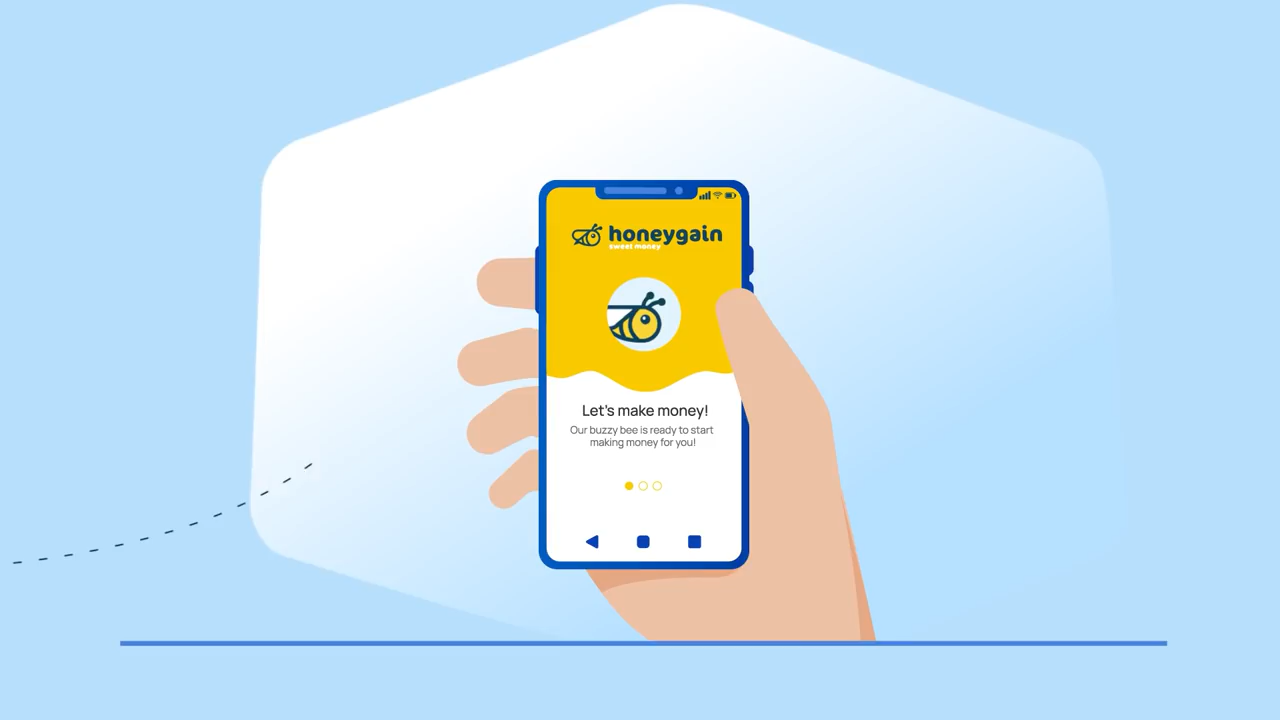 honeygain
sweet money
Let's make money!
Our buzzy bee is ready to start
making money for you!